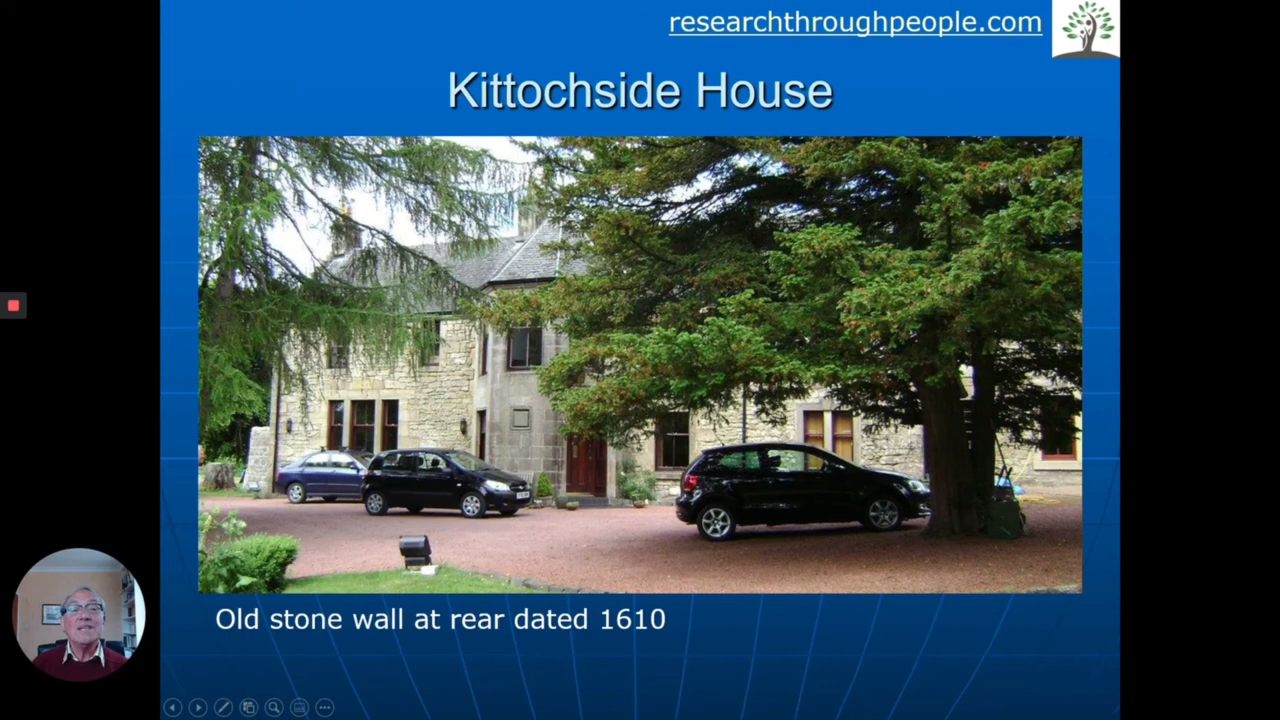 researchthroughpeople.com
Kittochside House
Old stone wall at rear dated 1610